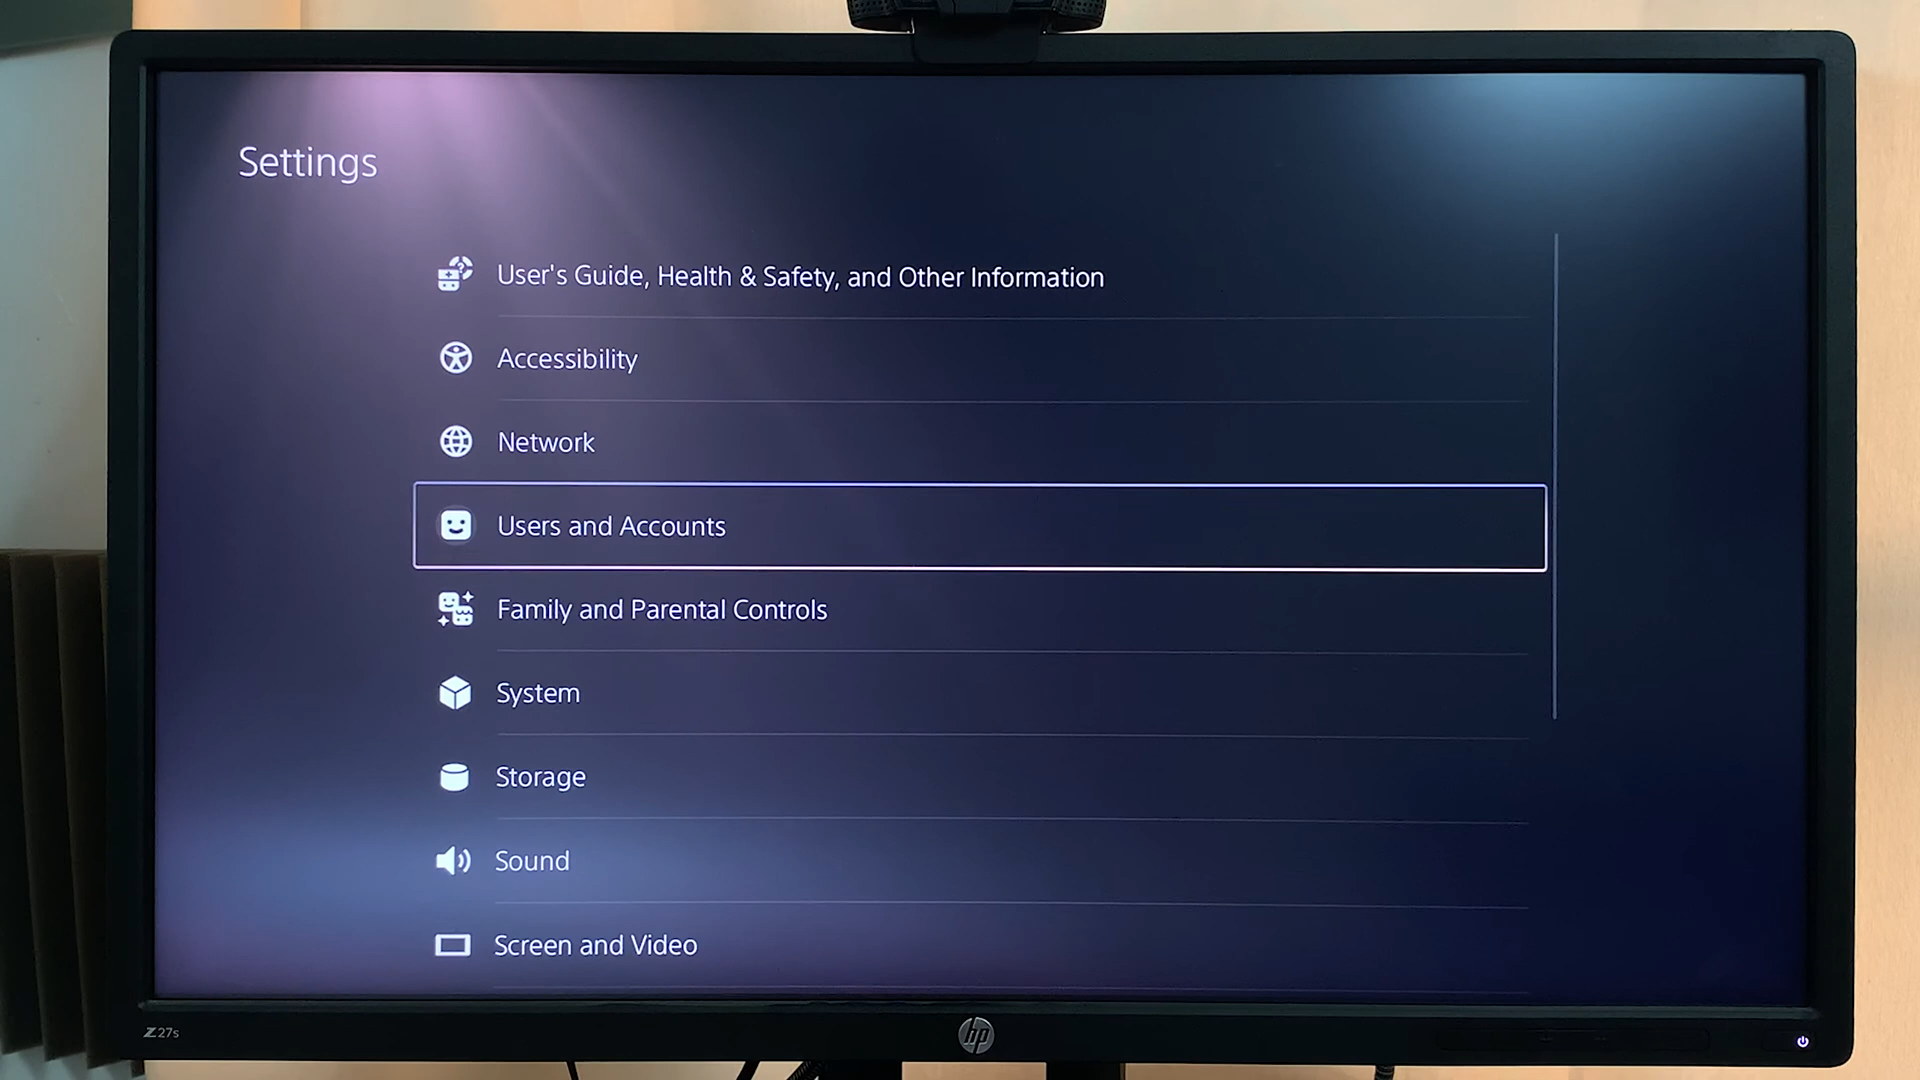 Settings
User's Guide, Health & Safety, and Other Information
Accessibility
Network
Users and Accounts
Family and Parental Controls
System
Storage
Sound
Screen and Video
Z27s
hp